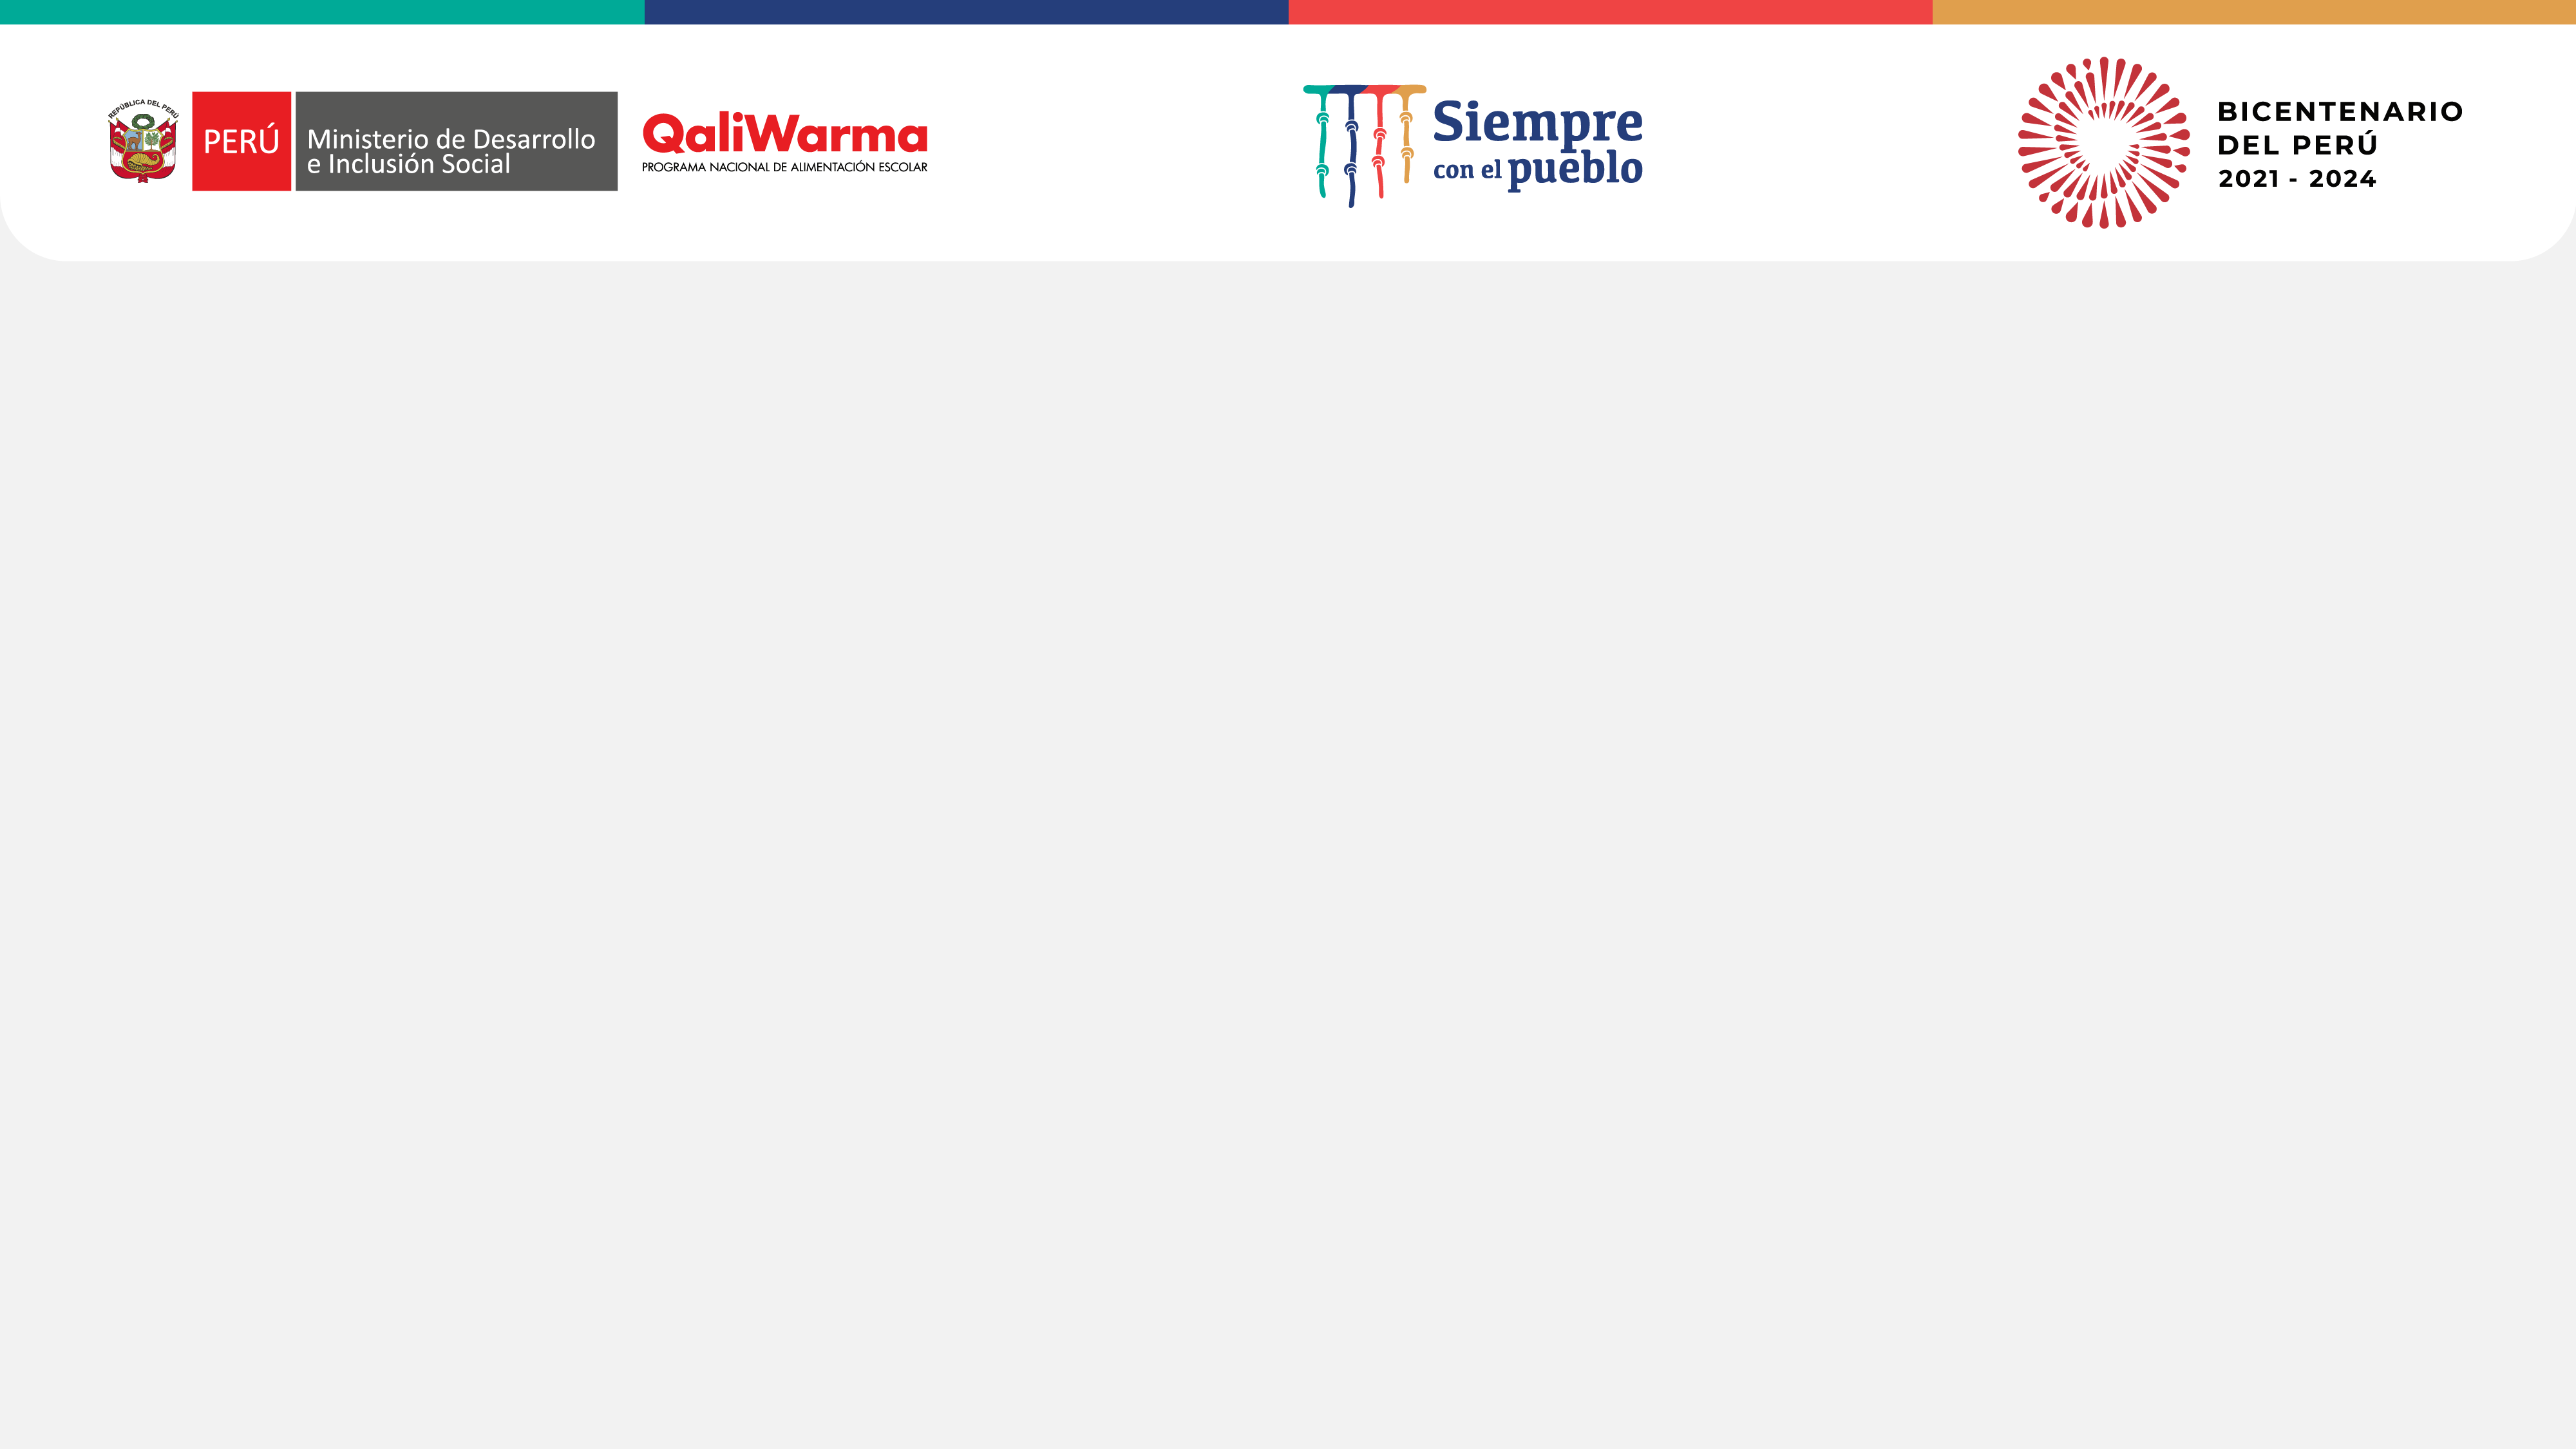 REPÚBLICA DEL PERÚ
PERÚ
Ministerio de Desarrollo
e Inclusión Social
QaliWarma
PROGRAMA NACIONAL DE ALIMENTACIÓN ESCOLAR
Siempre
con el pueblo
BICENTENARIO
DEL PERÚ
2021 - 2024